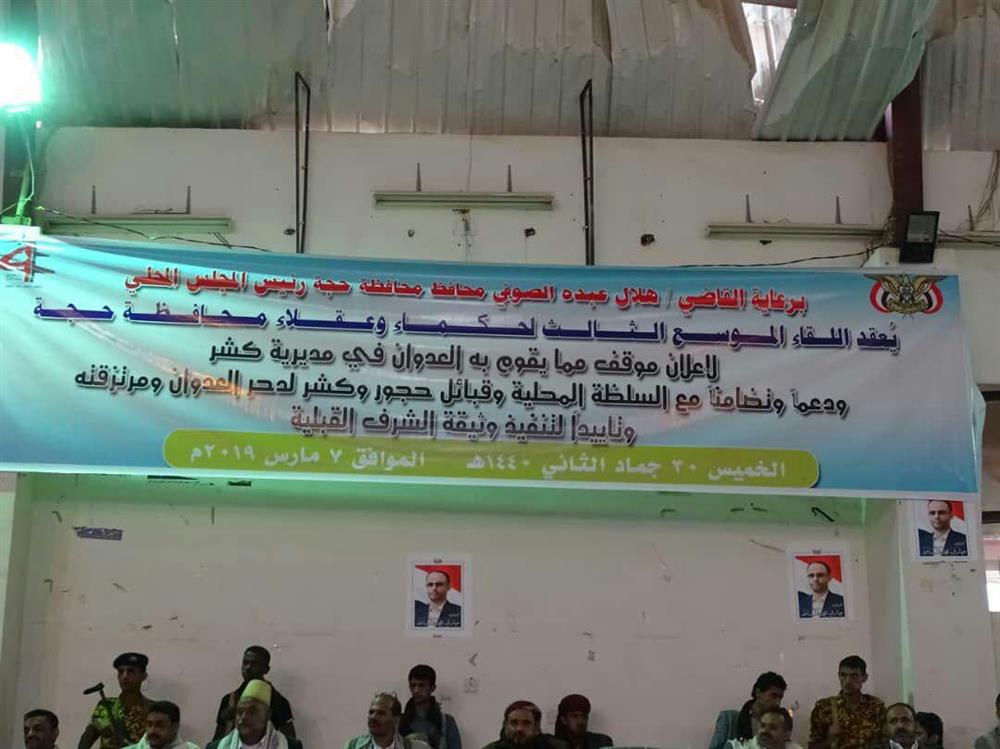 برعاية القاضي / هلال عبده الصوفي محافظ محافظة حجة رئيس المجلس المحلي
يُعقد اللقاء الموسع الثالث لحكماء وعقلاء محافظة حجة
لاعلان موقف مما يقوم به العدوان في مديرية كشر
ودعماً وتضامناً مع السلطة المحلية وقبائل حجور وكشر لدحر العدوان ومرتزقته
وتاييداً لتنفيذ وثيقة الشرف القبلية
الخميس ٣٠ جماد الثاني ١٤٤٠هـ الموافق ٧ مارس ٢٠١٩م